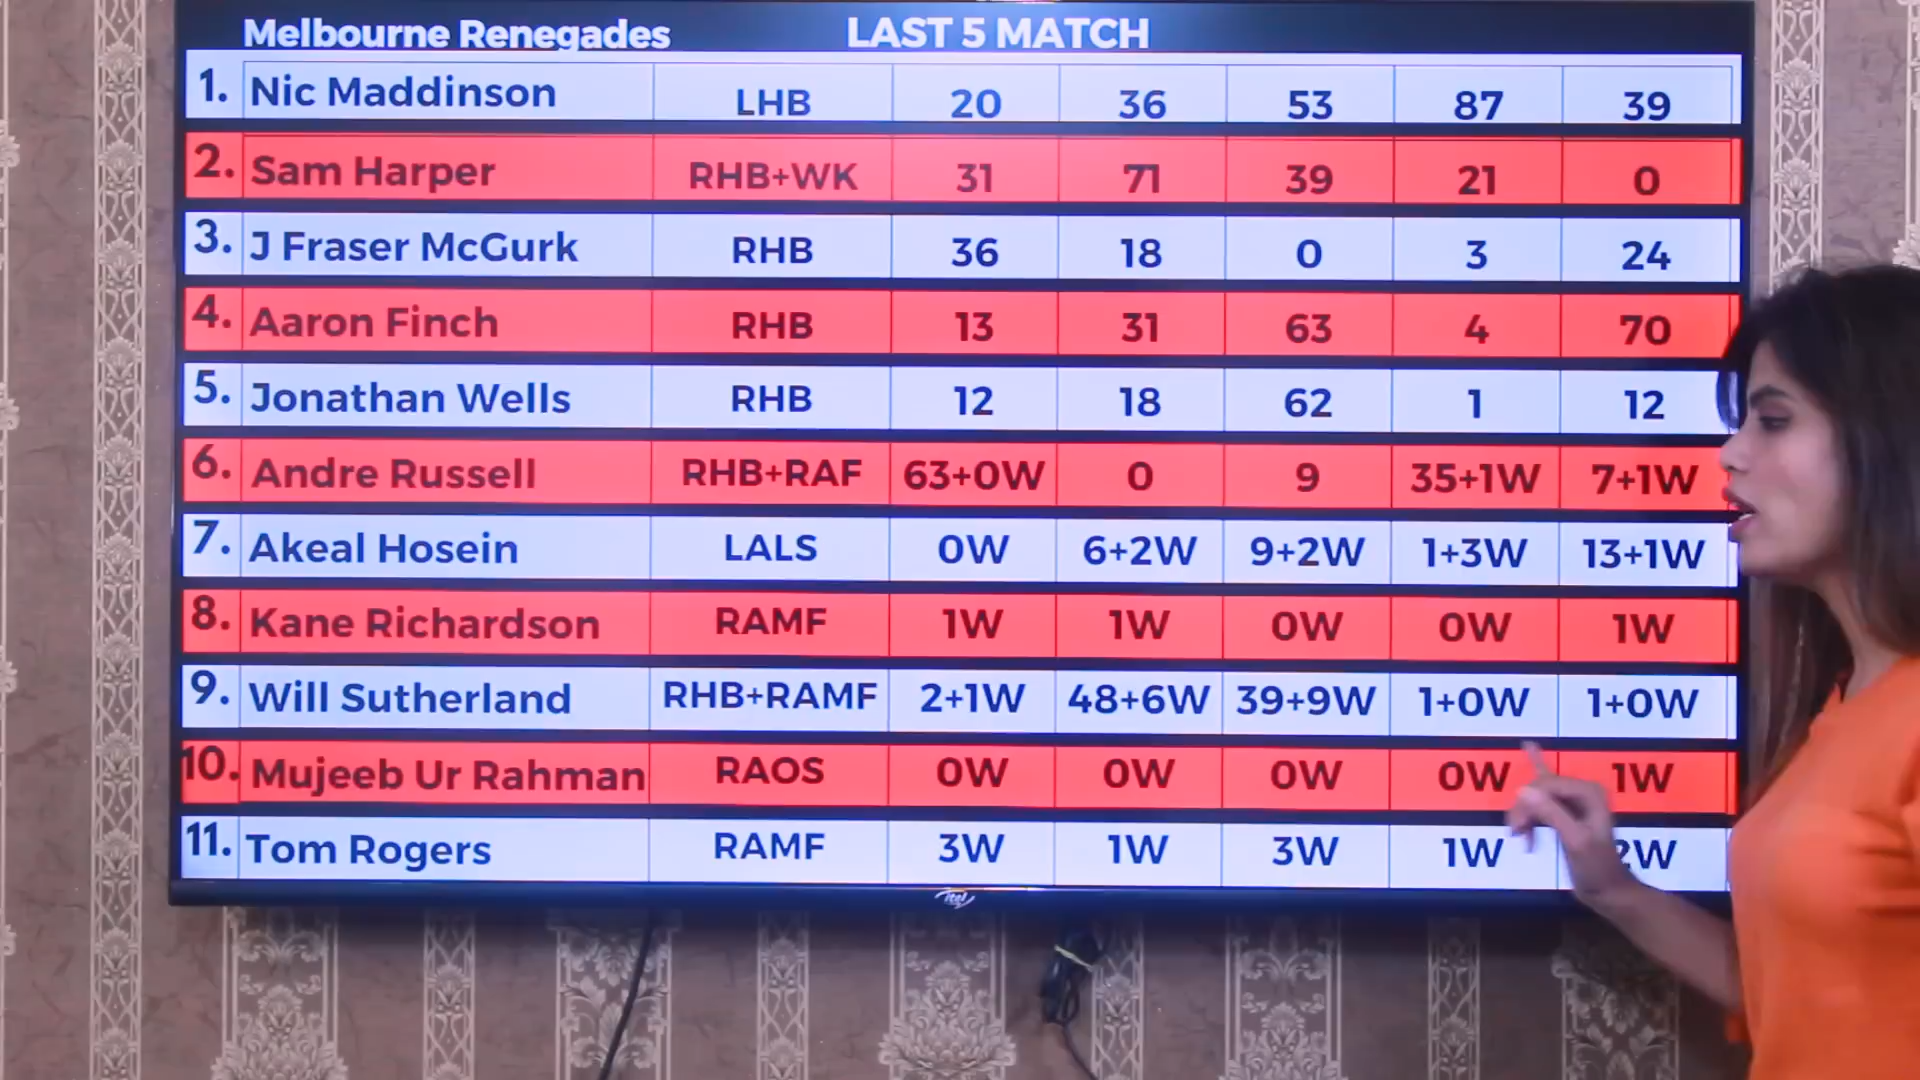 Melbourne Renegades LAST 5 MATCH
1. Nic Maddinson LHB 20 36 53 87 39
2. Sam Harper RHB+WK 31 71 39 21 0
3. J Fraser McGurk RHB 36 18 0 3 24
4. Aaron Finch RHB 13 31 63 4 70
5. Jonathan Wells RHB 12 18 62 1 12
6. Andre Russell RHB+RAF 63+0W 0 9 35+1W 7+1W
7. Akeal Hosein LALS 0W 6+2W 9+2W 1+3W 13+1W
8. Kane Richardson RAMF 1W 1W 0W 0W 1W
9. Will Sutherland RHB+RAMF 2+1W 48+6W 39+9W 1+0W 1+0W
10. Mujeeb Ur Rahman RAOS 0W 0W 0W 0W 1W
11. Tom Rogers RAMF 3W 1W 3W 1W 2W
itel